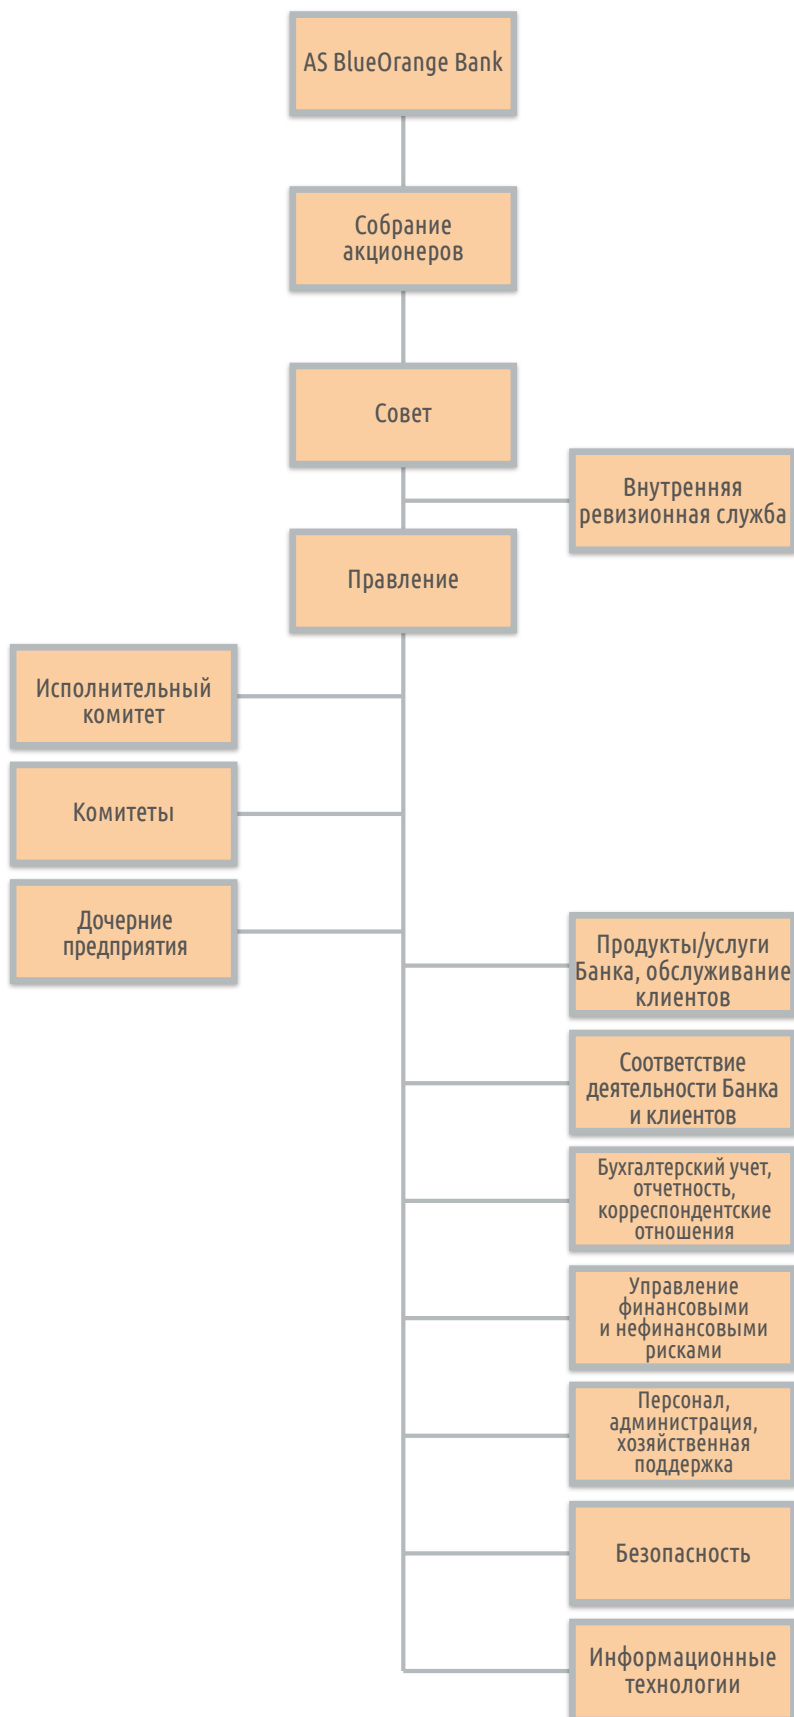 AS BlueOrange Bank
Собрание
акционеров
Совет
Внутренняя
ревизионная служба
Правление
Исполнительный
комитет
Комитеты
Дочерние
предприятия
Продукты/услуги
Банка, обслуживание
клиентов
Соответствие
деятельности Банка
и клиентов
Бухгалтерский учет,
отчетность,
корреспондентские
отношения
Управление
финансовыми
и нефинансовыми
рисками
Персонал,
администрация,
хозяйственная
поддержка
Безопасность
Информационные
технологии